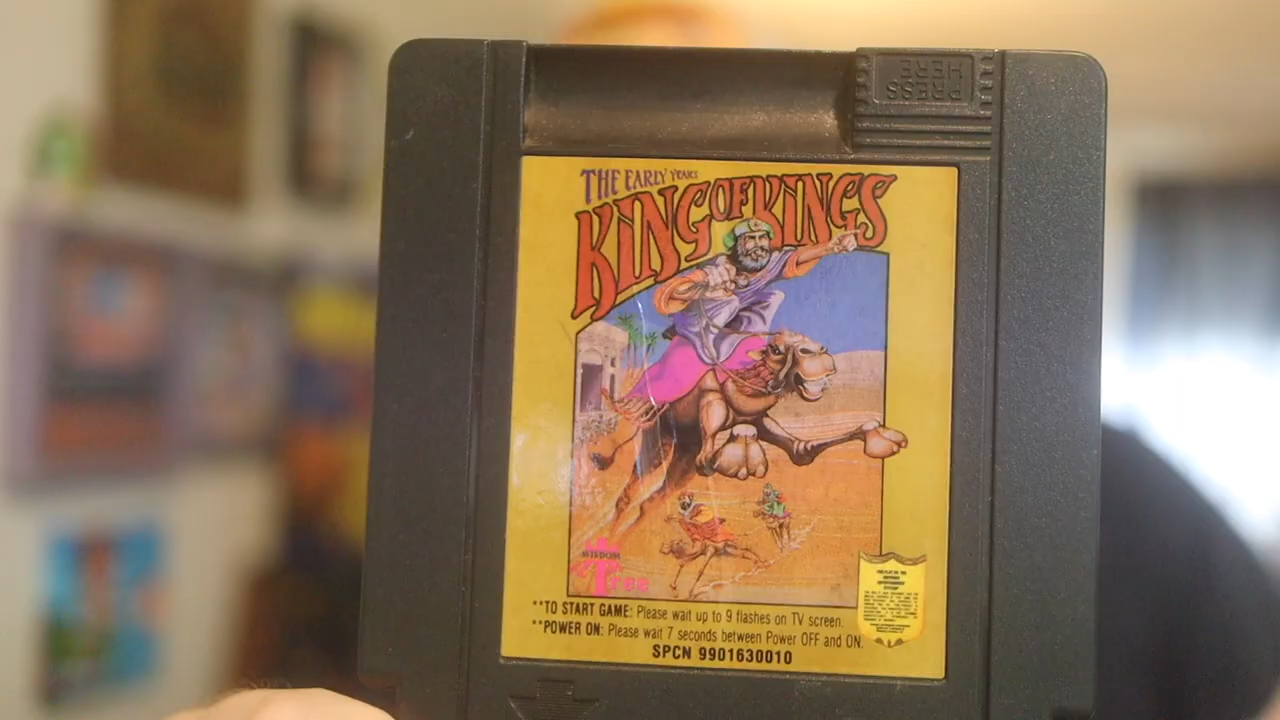 PRESS
HERE
THE EARLY YEARS
KING OF KINGS
WISDOM
Tree
**TO START GAME: Please wait up to 9 flashes on TV screen.
**POWER ON: Please wait 7 seconds between Power OFF and ON.
SPCN 9901630010